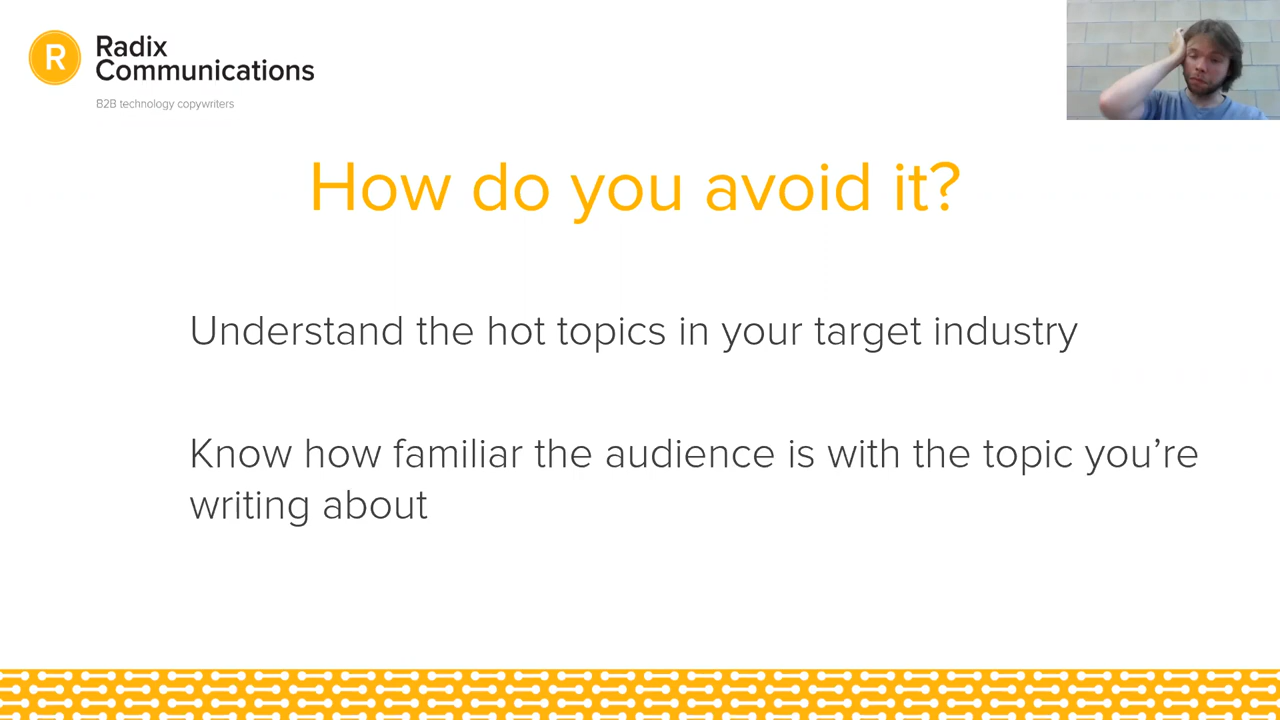 R
Radix
Communications
B2B technology copywriters
How do you avoid it?
Understand the hot topics in your target industry
Know how familiar the audience is with the topic you’re
writing about